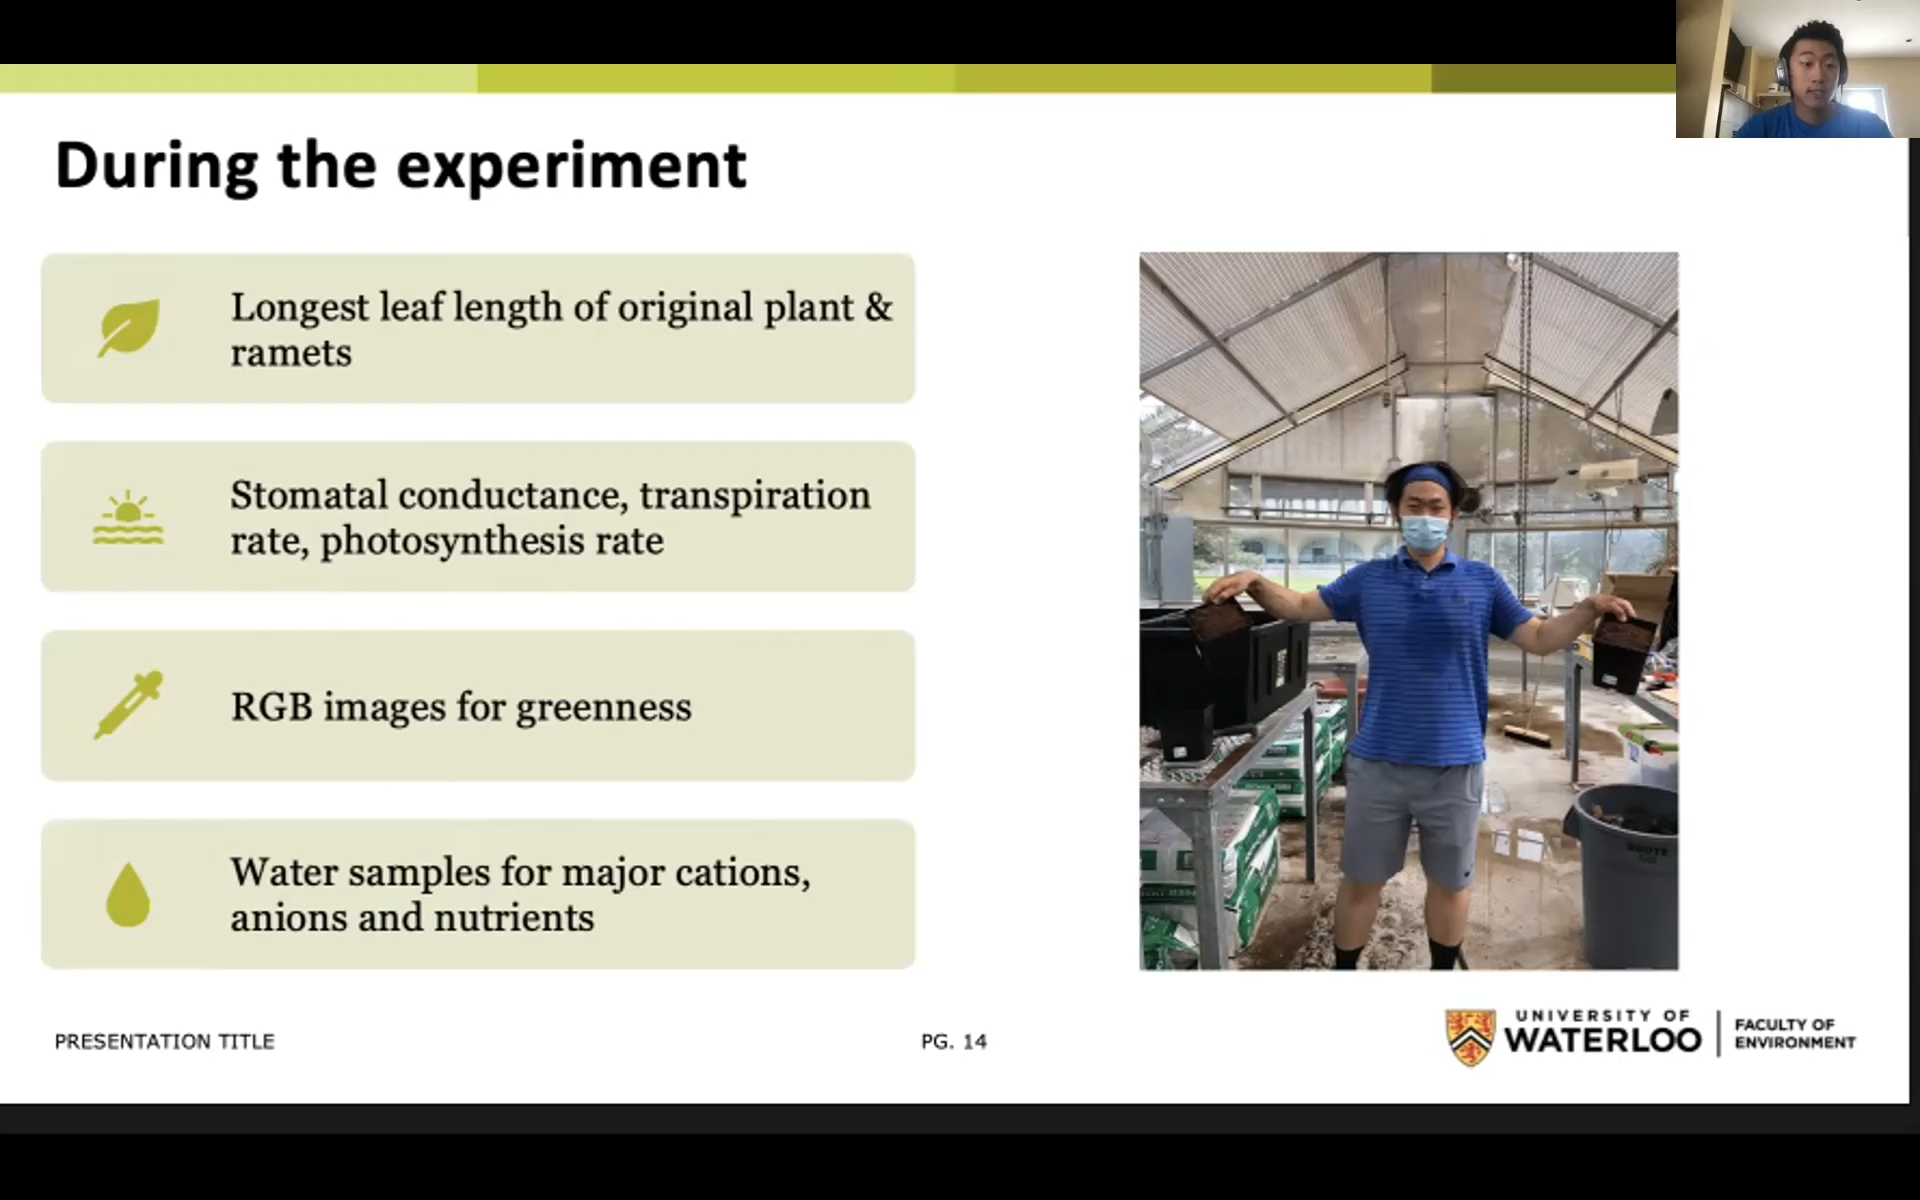 During the experiment
Longest leaf length of original plant &
ramets
Stomatal conductance, transpiration
rate, photosynthesis rate
RGB images for greenness
Water samples for major cations,
anions and nutrients
PRESENTATION TITLE
PG. 14
UNIVERSITY OF
WATERLOO
FACULTY OF
ENVIRONMENT
BRUTE